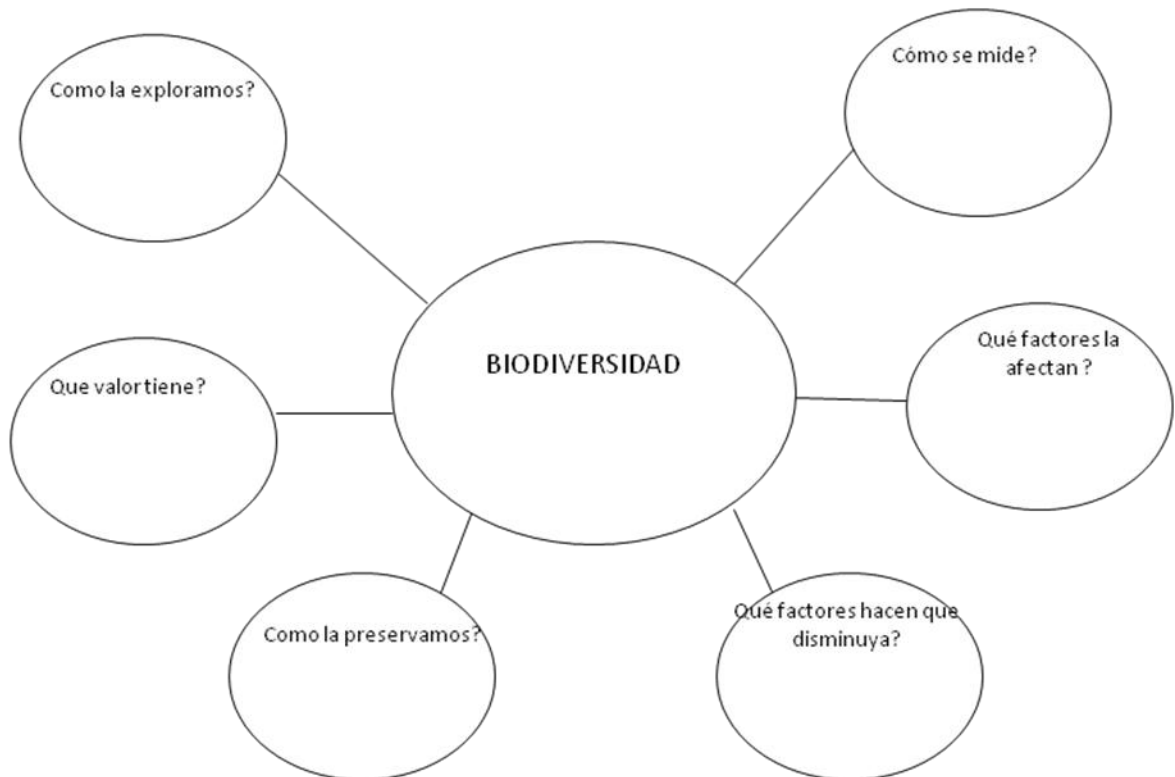 Como la exploramos?
Cómo se mide?
BIODIVERSIDAD
Que valor tiene?
Qué factores la
afectan ?
Como la preservamos?
Qué factores hacen que
disminuya?